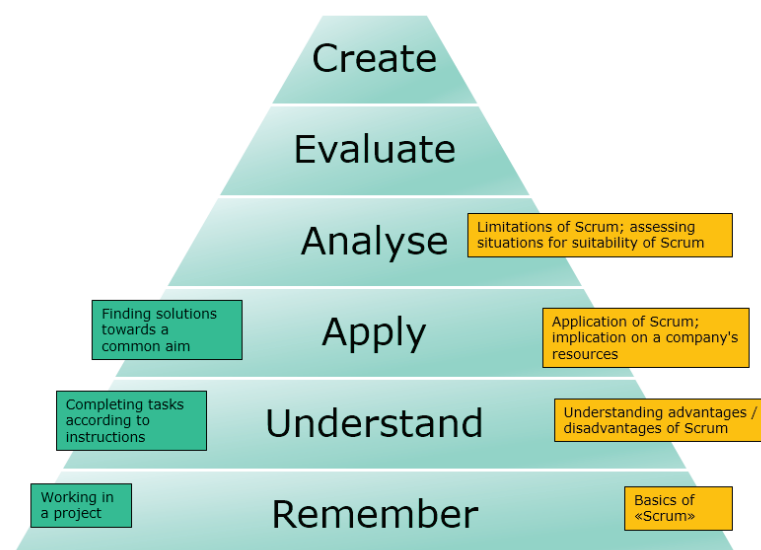 Create
Evaluate
Analyse
Limitations of Scrum; assessing
situations for suitability of Scrum
Finding solutions
towards a
common aim
Apply
Application of Scrum;
implication on a company's
resources
Completing tasks
according to
instructions
Understand
Understanding advantages /
disadvantages of Scrum
Working in
a project
Remember
Basics of
«Scrum»